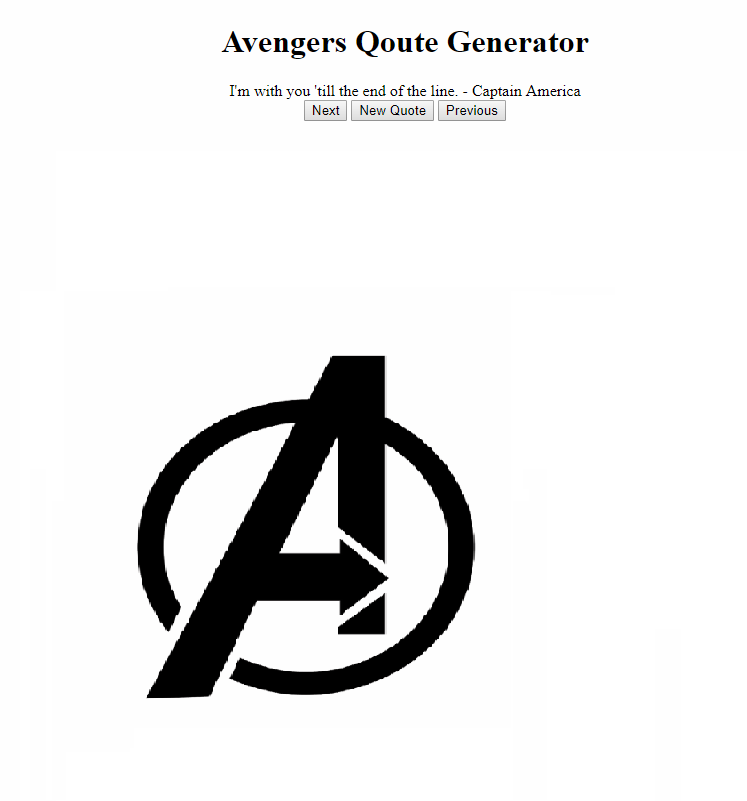 Avengers Qoute Generator
I'm with you 'till the end of the line. - Captain America
Next New Quote Previous